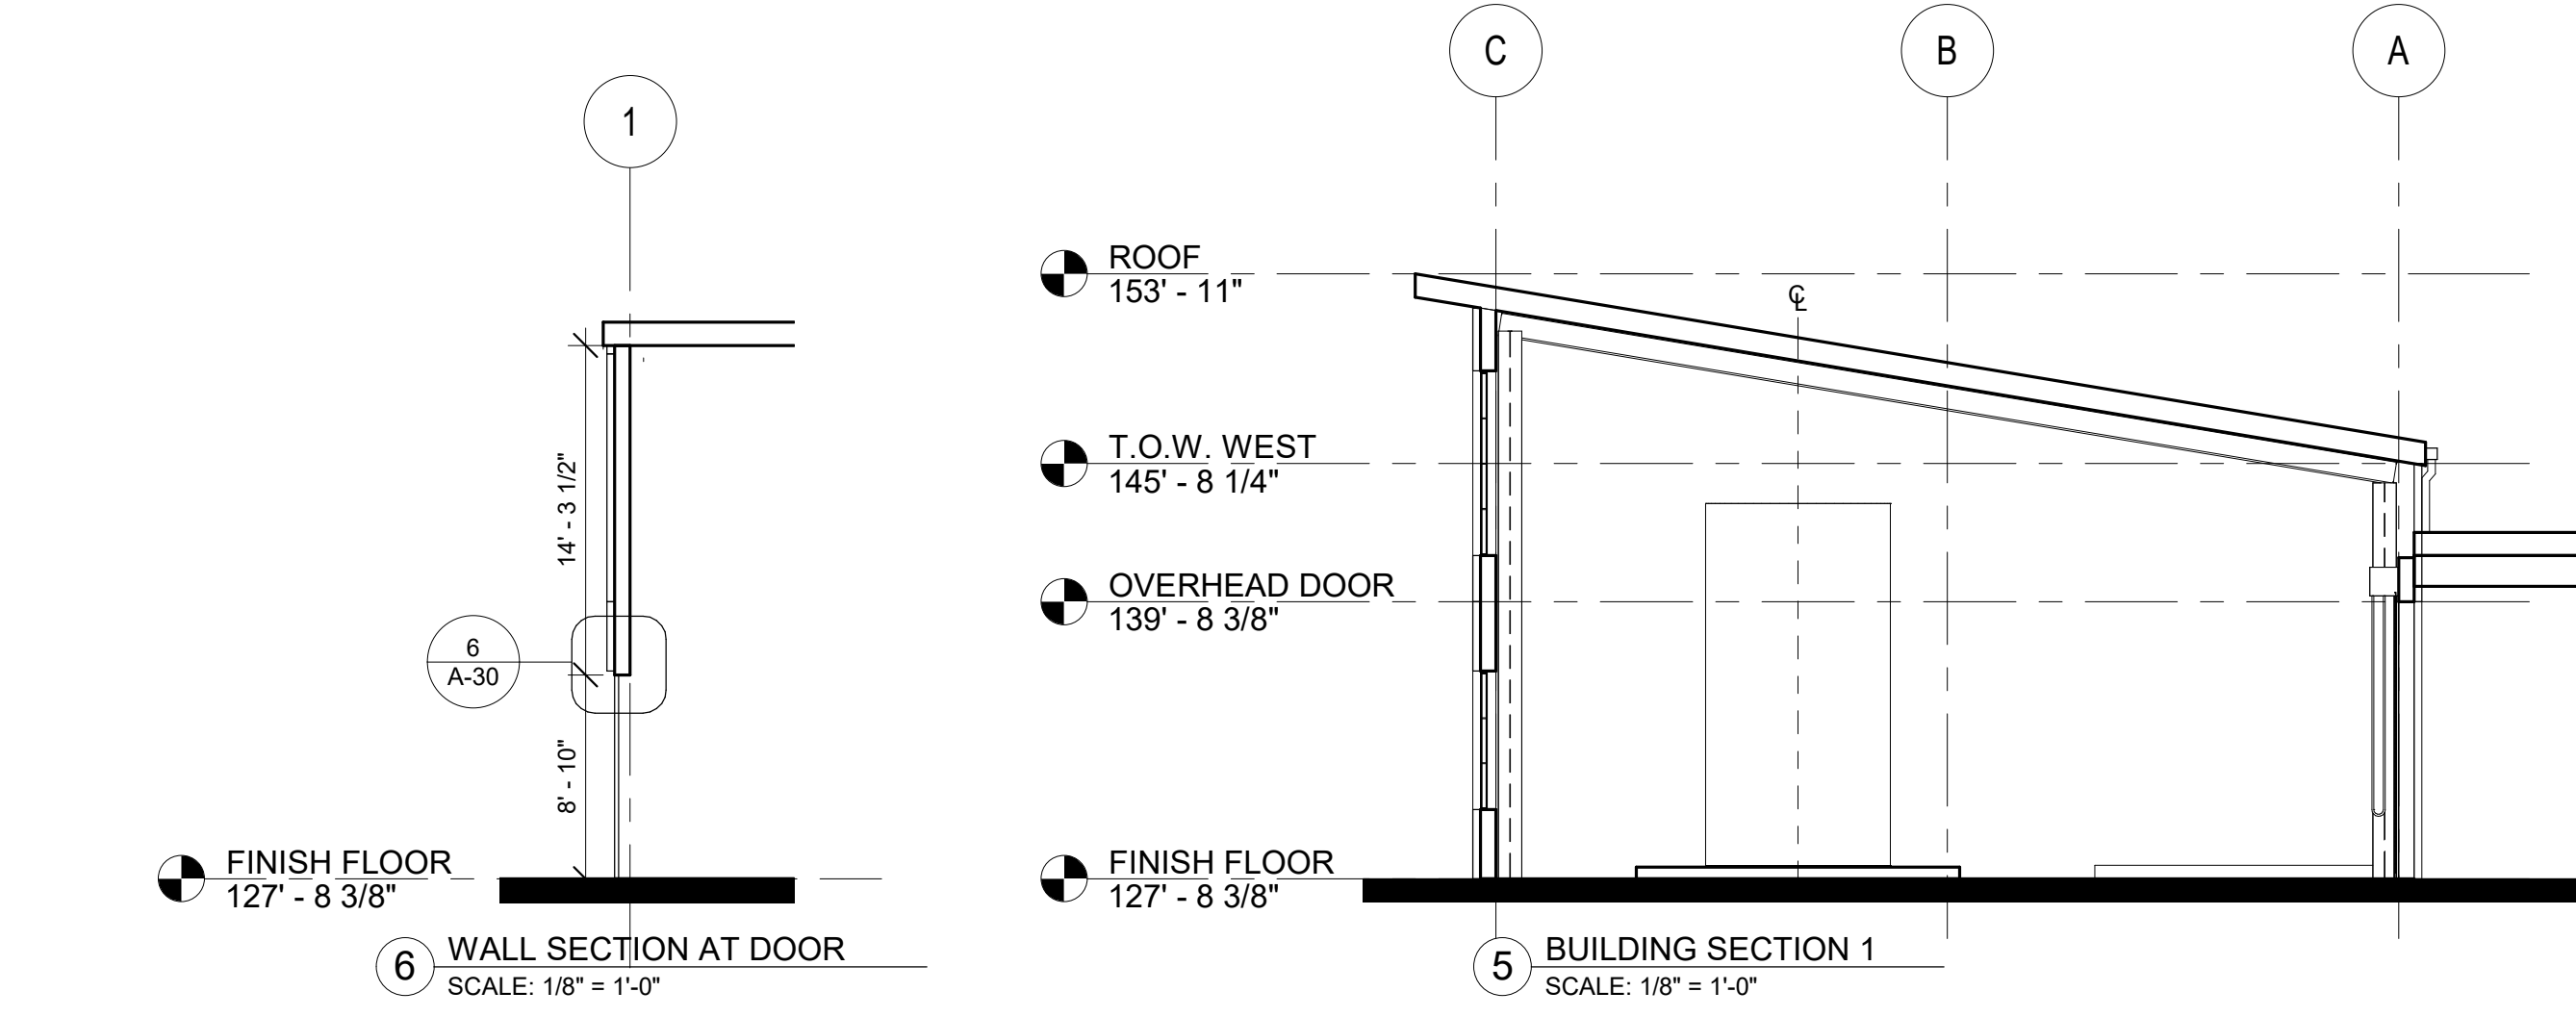 1
14' - 3 1/2"
6
A-30
8' - 10"
FINISH FLOOR
127' - 8 3/8"
6
WALL SECTION AT DOOR
SCALE: 1/8" = 1'-0"
C
B
A
ROOF
153' - 11"
CL
T.O.W. WEST
145' - 8 1/4"
OVERHEAD DOOR
139' - 8 3/8"
FINISH FLOOR
127' - 8 3/8"
5
BUILDING SECTION 1
SCALE: 1/8" = 1'-0"